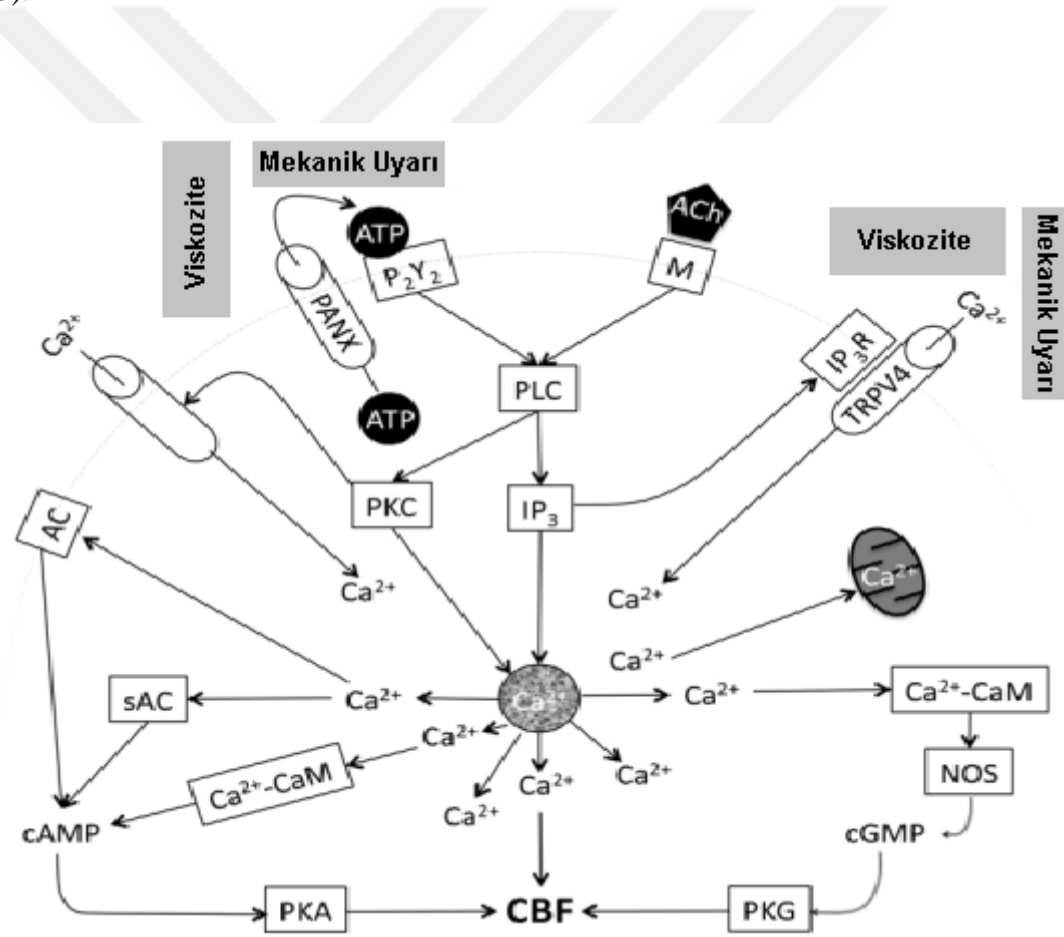 Mekanik Uyarı
Viskozite
ACh
ATP
P₂Y₂
M
Viskozite
Mekanik Uyarı
PANX
Ca²⁺
Ca²⁺
IP₃R
TRPV4
PLC
ATP
PKC
IP₃
AC
Ca²⁺
Ca²⁺
Ca²⁺
Ca²⁺
sAC
Ca²⁺
Ca²⁺
Ca²⁺
Ca²⁺-CaM
Ca²⁺
Ca²⁺-CaM
Ca²⁺
Ca²⁺
Ca²⁺
NOS
cAMP
cGMP
PKA
CBF
PKG